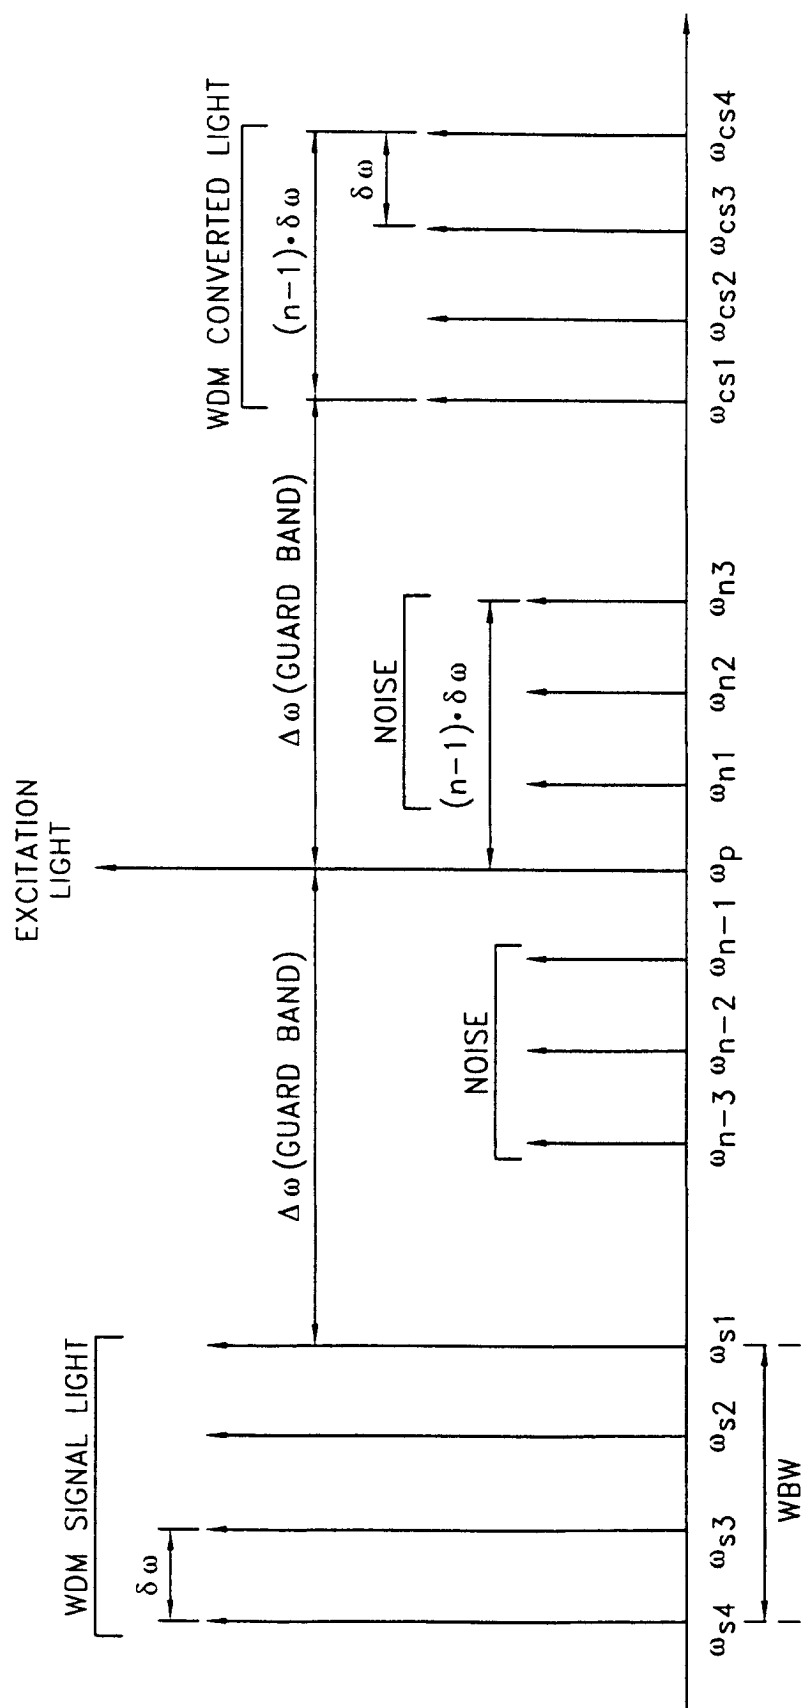 EXCITATION
LIGHT
WDM SIGNAL LIGHT
WDM CONVERTED LIGHT
δω
(n−1)·δω
δω
Δω(GUARD BAND)
Δω(GUARD BAND)
NOISE
NOISE
(n−1)·δω
ωs4 ωs3 ωs2 ωs1 ωn−3 ωn−2 ωn−1 ωp ωn1 ωn2 ωn3 ωcs1 ωcs2 ωcs3 ωcs4
WBW